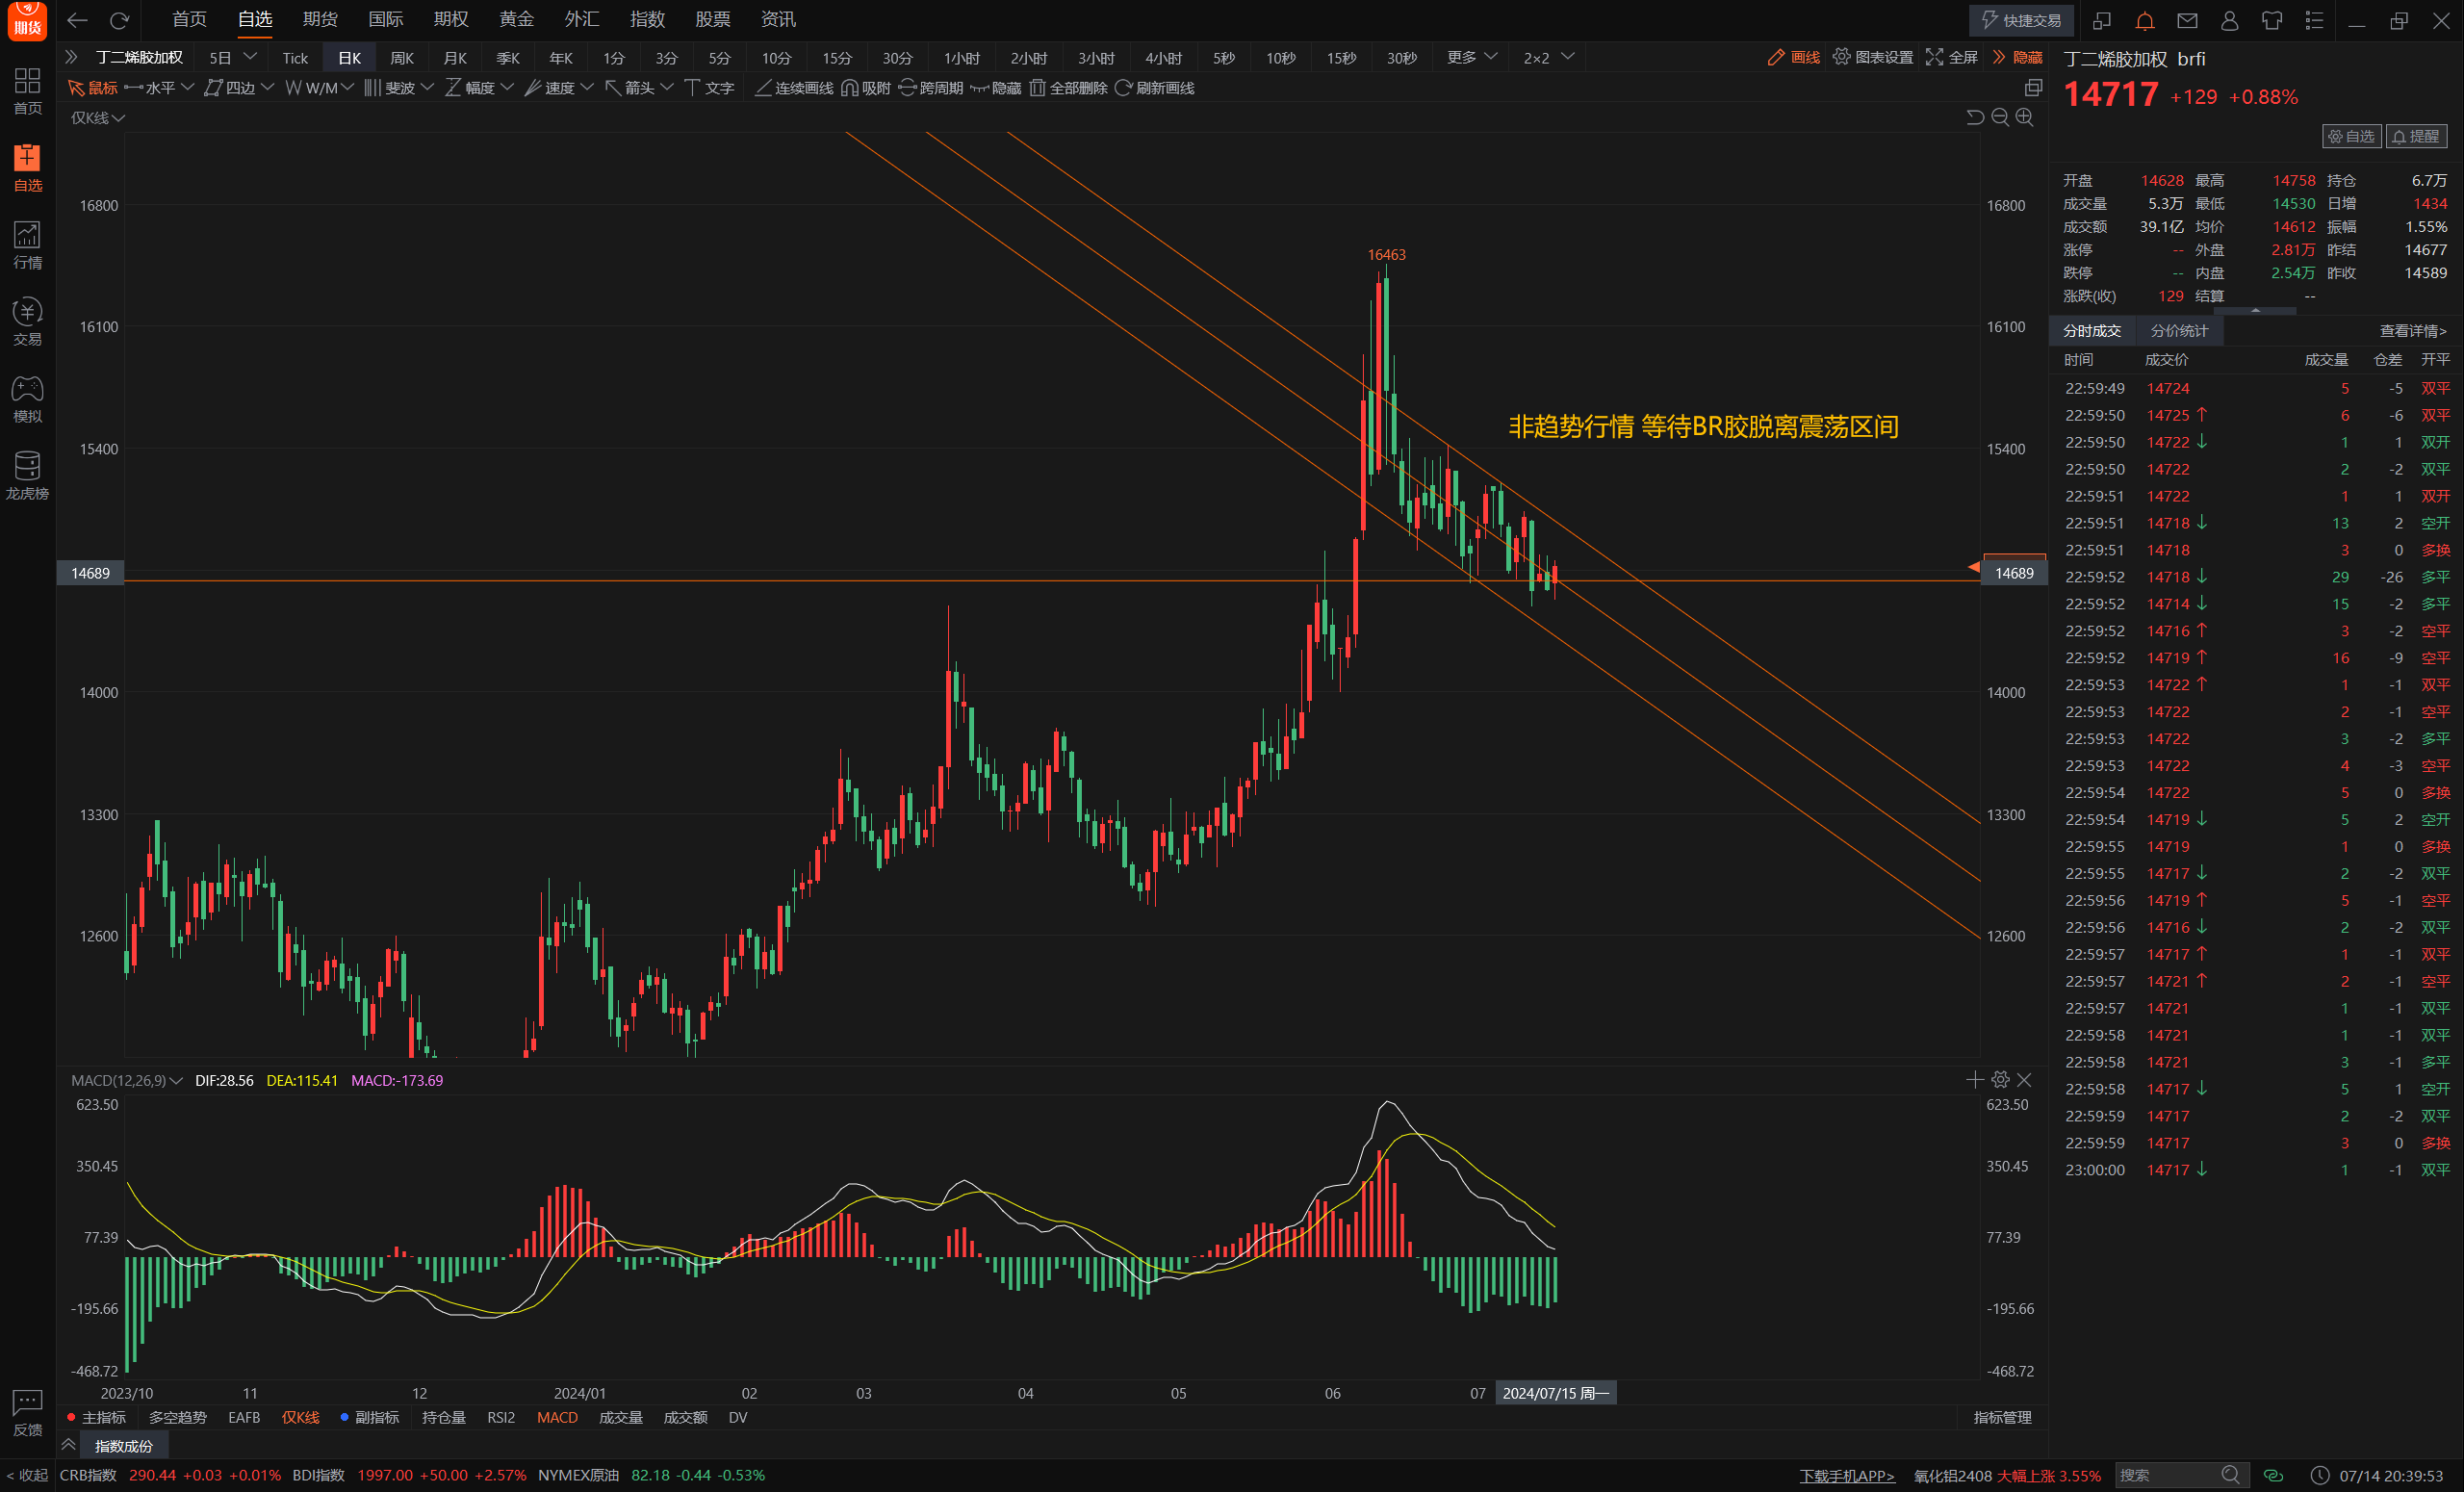 期货
首页 自选 期货 国际 期权 黄金 外汇 指数 股票 资讯
快捷交易
丁二烯胶加权 5日 Tick 日K 周K 月K 季K 年K 1分 3分 5分 10分 15分 30分 1小时 2小时 3小时 4小时 5秒 10秒 15秒 30秒 更多 2×2 画线 图表设置 全屏 隐藏
鼠标 水平 四边 W/M 斐波 幅度 速度 箭头 文字 连续画线 吸附 跨周期 隐藏 全部删除 刷新画线
首页
自选
行情
交易
模拟
龙虎榜
反馈
< 收起
仅K线
16800 16800
16463
16100 16100
非趋势行情 等待BR胶脱离震荡区间
15400 15400
14689 14689
14000 14000
13300 13300
12600 12600
MACD(12,26,9) DIF:28.56 DEA:115.41 MACD:-173.69
623.50 623.50
350.45 350.45
77.39 77.39
-195.66 -195.66
-468.72 -468.72
2023/10 11 12 2024/01 02 03 04 05 06 07 2024/07/15 周一
主指标 多空趋势 EAFB 仅K线 副指标 持仓量 RSI2 MACD 成交量 成交额 DV 指标管理
指数成份
丁二烯胶加权 brfi
14717 +129 +0.88%
自选 提醒
开盘 14628 最高 14758 持仓 6.7万
成交量 5.3万 最低 14530 日增 1434
成交额 39.1亿 均价 14612 振幅 1.55%
涨停 -- 外盘 2.81万 昨结 14677
跌停 -- 内盘 2.54万 昨收 14589
涨跌(收) 129 结算 --
分时成交 分价统计 查看详情>
时间 成交价 成交量 仓差 开平
22:59:49 14724 5 -5 双平
22:59:50 14725 ↑ 6 -6 双平
22:59:50 14722 ↓ 1 1 双开
22:59:50 14722 2 -2 双平
22:59:51 14722 1 1 双开
22:59:51 14718 ↓ 13 2 空开
22:59:51 14718 3 0 多换
22:59:52 14718 ↓ 29 -26 多平
22:59:52 14714 ↓ 15 -2 多平
22:59:52 14716 ↑ 3 -2 空平
22:59:52 14719 ↑ 16 -9 空平
22:59:53 14722 ↑ 1 -1 双平
22:59:53 14722 2 -1 空平
22:59:53 14722 3 -2 多平
22:59:53 14722 4 -3 空平
22:59:54 14722 5 0 多换
22:59:54 14719 ↓ 5 2 空开
22:59:55 14719 1 0 多换
22:59:55 14717 ↓ 2 -2 双平
22:59:56 14719 ↑ 5 -1 空平
22:59:56 14716 ↓ 2 -2 双平
22:59:57 14717 ↑ 1 -1 双平
22:59:57 14721 ↑ 2 -1 空平
22:59:57 14721 1 -1 双平
22:59:58 14721 1 -1 双平
22:59:58 14721 3 -1 多平
22:59:58 14717 ↓ 5 1 空开
22:59:59 14717 2 -2 双平
22:59:59 14717 3 0 多换
23:00:00 14717 ↓ 1 -1 双平
CRB指数 290.44 +0.03 +0.01% BDI指数 1997.00 +50.00 +2.57% NYMEX原油 82.18 -0.44 -0.53% 下载手机APP> 氧化铝2408 大幅上涨 3.55% 搜索 07/14 20:39:53